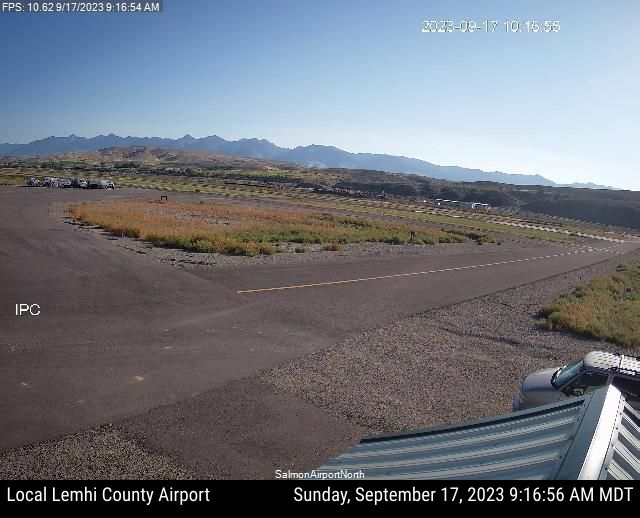 FPS: 10.62 9/17/2023 9:16:54 AM
2023-09-17 10:16:55
IPC
SalmonAirportNorth
Local Lemhi County Airport
Sunday, September 17, 2023 9:16:56 AM MDT